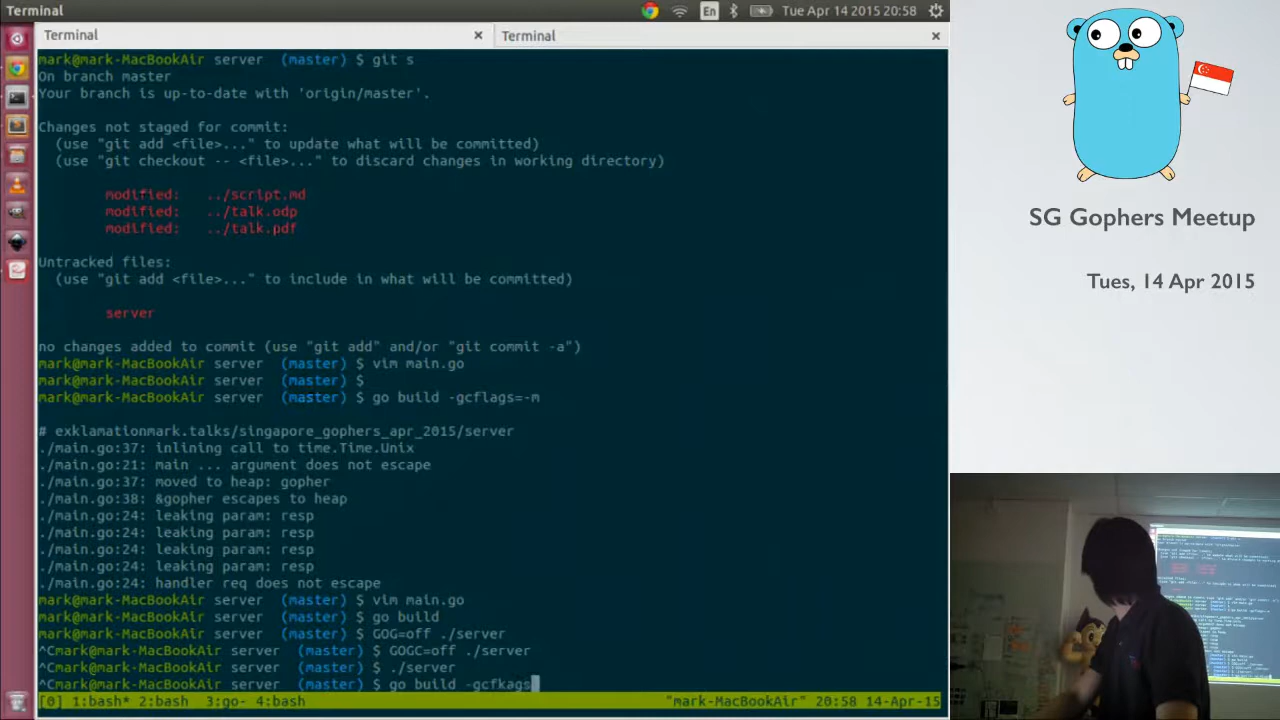 Terminal
En
Tue Apr 14 2015 20:58
Terminal
Terminal
mark@mark-MacBookAir server (master) $ git s
On branch master
Your branch is up-to-date with 'origin/master'.
Changes not staged for commit:
(use "git add <file>..." to update what will be committed)
(use "git checkout -- <file>..." to discard changes in working directory)
modified: ../script.md
modified: ../talk.odp
modified: ../talk.pdf
Untracked files:
(use "git add <file>..." to include in what will be committed)
server
no changes added to commit (use "git add" and/or "git commit -a")
mark@mark-MacBookAir server (master) $ vim main.go
mark@mark-MacBookAir server (master) $
mark@mark-MacBookAir server (master) $ go build -gcflags=-m
# exklamationmark.talks/singapore_gophers_apr_2015/server
./main.go:37: inlining call to time.Time.Unix
./main.go:21: main ... argument does not escape
./main.go:37: moved to heap: gopher
./main.go:38: &gopher escapes to heap
./main.go:24: leaking param: resp
./main.go:24: leaking param: resp
./main.go:24: leaking param: resp
./main.go:24: leaking param: resp
./main.go:24: handler req does not escape
mark@mark-MacBookAir server (master) $ vim main.go
mark@mark-MacBookAir server (master) $ go build
mark@mark-MacBookAir server (master) $ GOG=off ./server
^Cmark@mark-MacBookAir server (master) $ GOGC=off ./server
^Cmark@mark-MacBookAir server (master) $ ./server
^Cmark@mark-MacBookAir server (master) $ go build -gcfkags
[0] 1:bash* 2:bash 3:go- 4:bash
"mark-MacBookAir" 20:58 14-Apr-15
SG Gophers Meetup
Tues, 14 Apr 2015